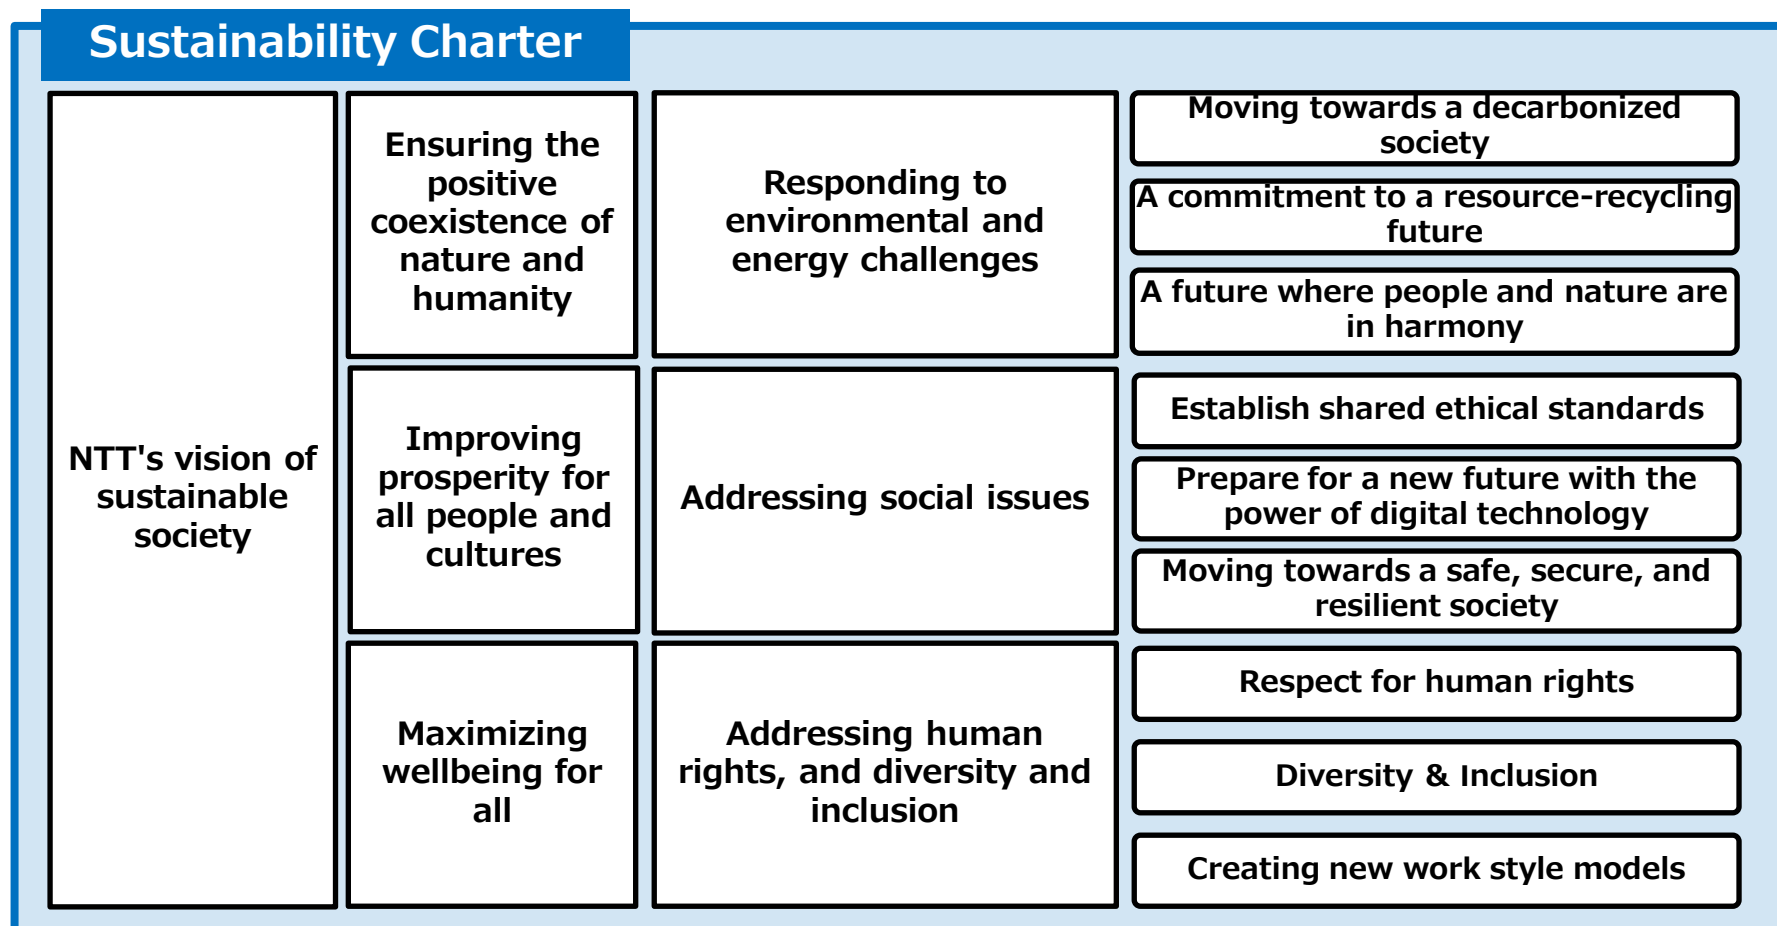 Sustainability Charter
NTT's vision of
sustainable
society
Ensuring the
positive
coexistence of
nature and
humanity
Responding to
environmental and
energy challenges
Moving towards a decarbonized
society
A commitment to a resource-recycling
future
A future where people and nature are
in harmony
Improving
prosperity for
all people and
cultures
Addressing social issues
Establish shared ethical standards
Prepare for a new future with the
power of digital technology
Moving towards a safe, secure, and
resilient society
Maximizing
wellbeing for
all
Addressing human
rights, and diversity and
inclusion
Respect for human rights
Diversity & Inclusion
Creating new work style models